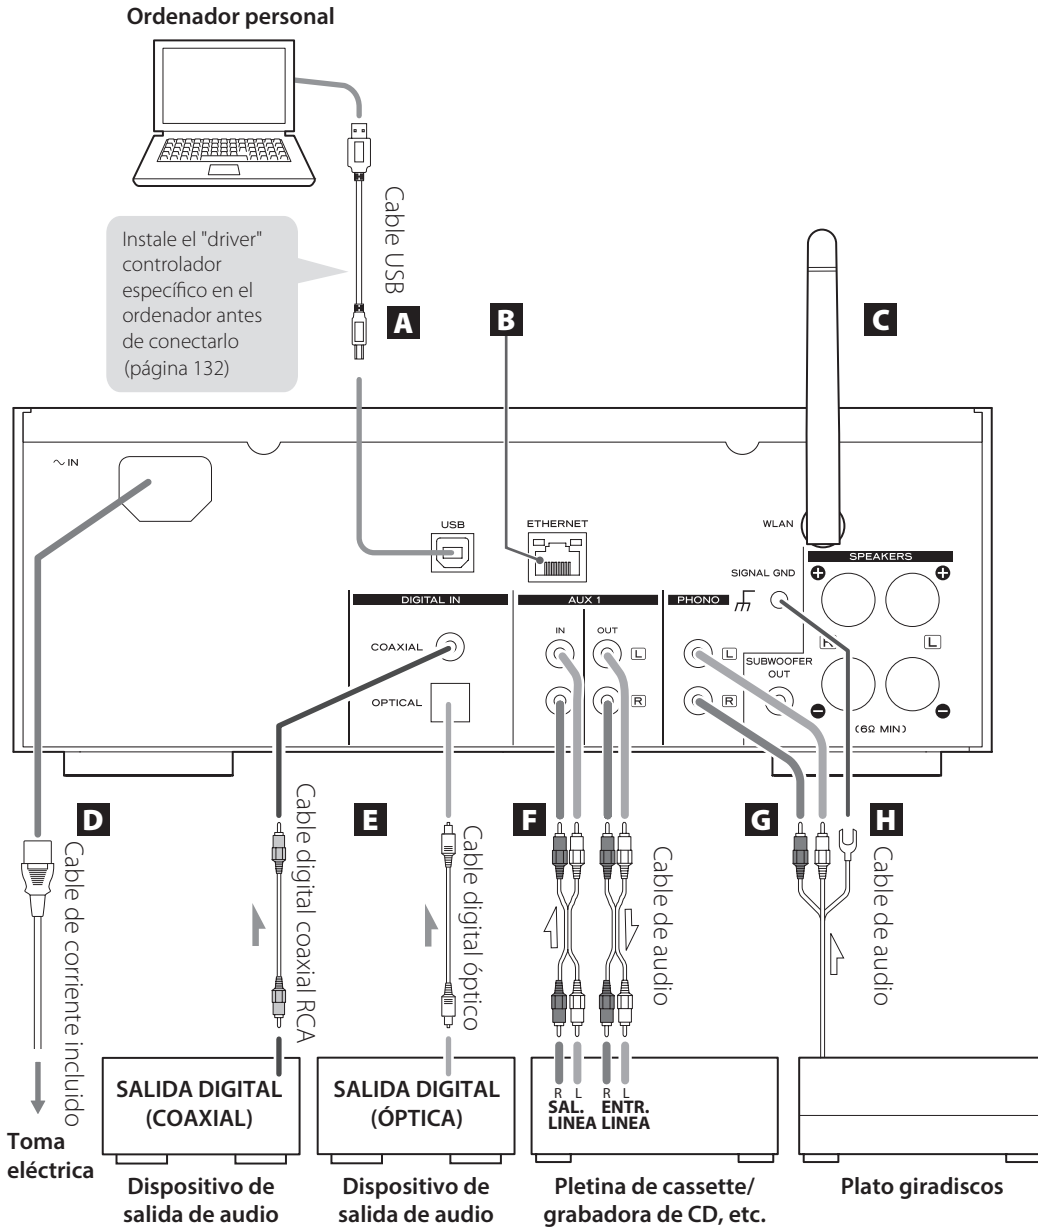 Ordenador personal
Instale el "driver"
controlador
específico en el
ordenador antes
de conectarlo
(página 132)
Cable USB
A
B
C
∼ IN
USB
ETHERNET
WLAN
SPEAKERS
SIGNAL GND
DIGITAL IN
AUX 1
PHONO
COAXIAL
IN
OUT
L
L
R
L
SUBWOOFER
OUT
OPTICAL
R
R
(6Ω MIN)
D
E
F
G
H
Cable de corriente incluido
Cable digital coaxial RCA
Cable digital óptico
Cable de audio
Cable de audio
SALIDA DIGITAL
(COAXIAL)
SALIDA DIGITAL
(ÓPTICA)
R L R L
SAL. ENTR.
LINEA LINEA
Toma
eléctrica
Dispositivo de
salida de audio
Dispositivo de
salida de audio
Pletina de cassette/
grabadora de CD, etc.
Plato giradiscos